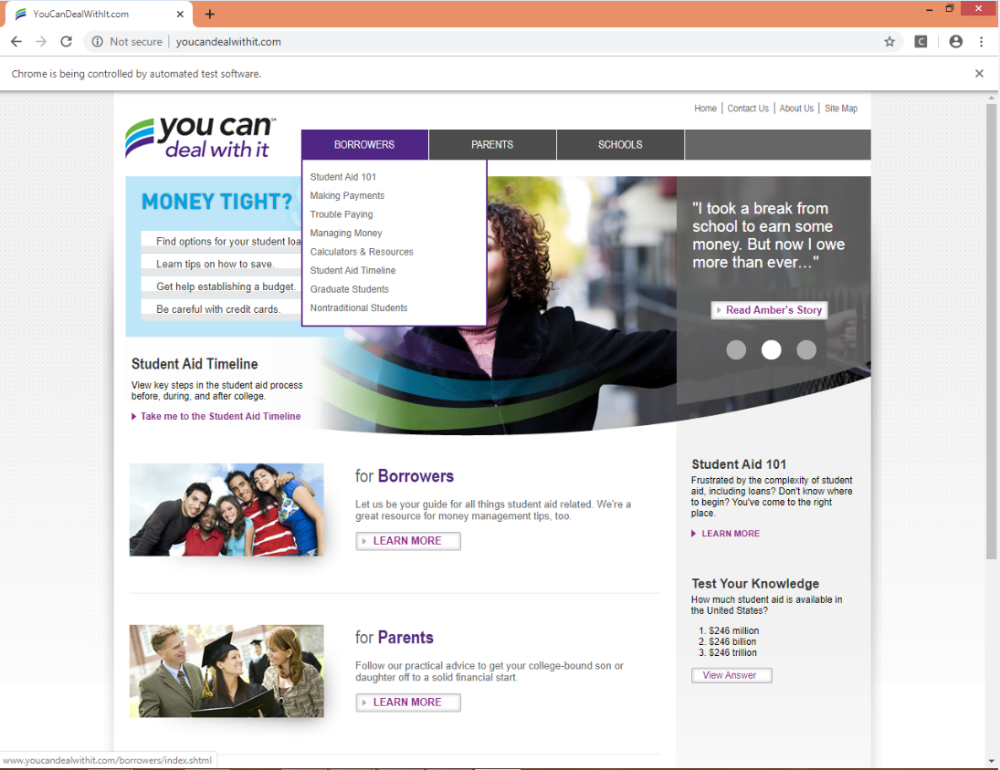 YouCanDealWithIt.com
Not secure
youcandealwithit.com
Chrome is being controlled by automated test software.
Home | Contact Us | About Us | Site Map
you can
deal with it
BORROWERS
PARENTS
SCHOOLS
Student Aid 101
Making Payments
Trouble Paying
Managing Money
Calculators & Resources
Student Aid Timeline
Graduate Students
Nontraditional Students
MONEY TIGHT?
Find options for your student loa
Learn tips on how to save.
Get help establishing a budget.
Be careful with credit cards.
"I took a break from
school to earn some
money. But now I owe
more than ever…"
Read Amber's Story
Student Aid Timeline
View key steps in the student aid process
before, during, and after college.
Take me to the Student Aid Timeline
for Borrowers
Let us be your guide for all things student aid related. We're a
great resource for money management tips, too.
LEARN MORE
for Parents
Follow our practical advice to get your college-bound son or
daughter off to a solid financial start.
LEARN MORE
Student Aid 101
Frustrated by the complexity of student
aid, including loans? Don't know where
to begin? You've come to the right
place.
LEARN MORE
Test Your Knowledge
How much student aid is available in
the United States?
1. $246 million
2. $246 billion
3. $246 trillion
View Answer
www.youcandealwithit.com/borrowers/index.shtml